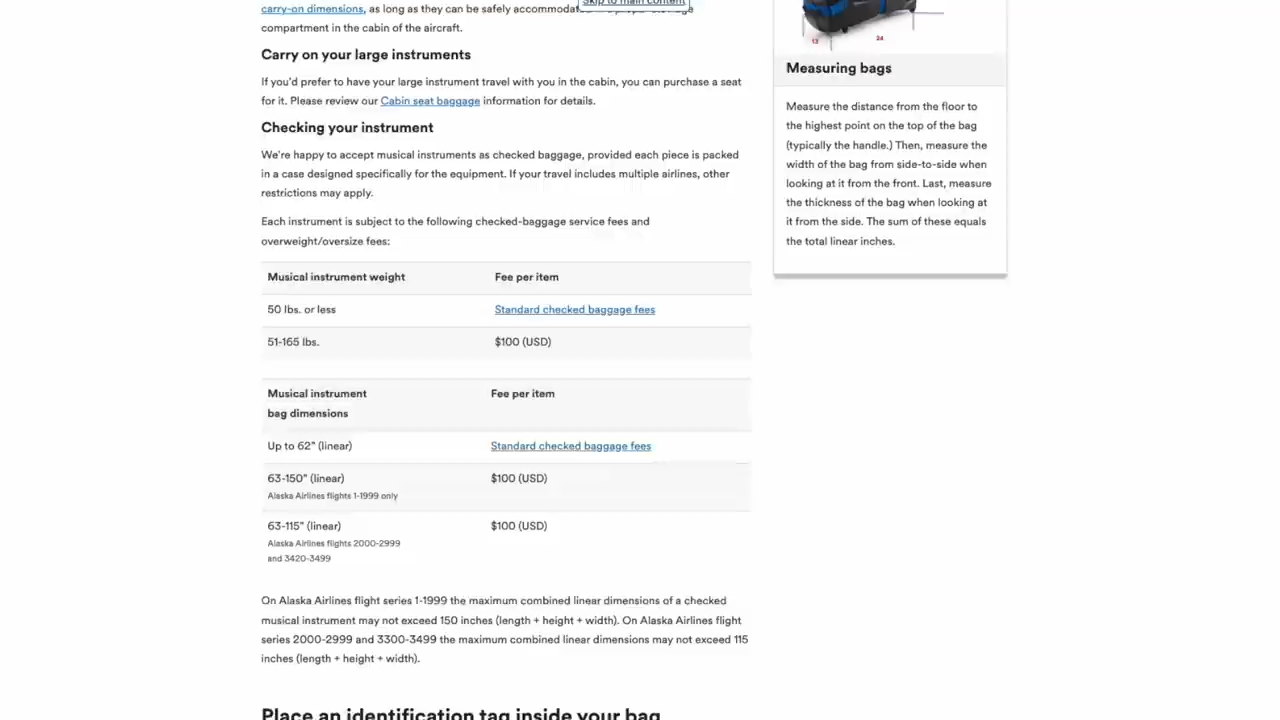 Skip to main content
carry-on dimensions, as long as they can be safely
compartment in the cabin of the aircraft.
Carry on your large instruments
If you'd prefer to have your large instrument travel with you in the cabin, you can purchase a seat
for it. Please review our Cabin seat baggage information for details.
Checking your instrument
We're happy to accept musical instruments as checked baggage, provided each piece is packed
in a case designed specifically for the equipment. If your travel includes multiple airlines, other
restrictions may apply.
Each instrument is subject to the following checked-baggage service fees and
overweight/oversize fees:
Musical instrument weight Fee per item
50 lbs. or less Standard checked baggage fees
51-165 lbs. $100 (USD)
Musical instrument Fee per item
bag dimensions
Up to 62" (linear) Standard checked baggage fees
63-150" (linear) $100 (USD)
Alaska Airlines flights 1-1999 only
63-115" (linear) $100 (USD)
Alaska Airlines flights 2000-2999
and 3420-3499
On Alaska Airlines flight series 1-1999 the maximum combined linear dimensions of a checked
musical instrument may not exceed 150 inches (length + height + width). On Alaska Airlines flight
series 2000-2999 and 3300-3499 the maximum combined linear dimensions may not exceed 115
inches (length + height + width).
Place an identification tag inside your bag
13
24
Measuring bags
Measure the distance from the floor to
the highest point on the top of the bag
(typically the handle.) Then, measure the
width of the bag from side-to-side when
looking at it from the front. Last, measure
the thickness of the bag when looking at
it from the side. The sum of these equals
the total linear inches.